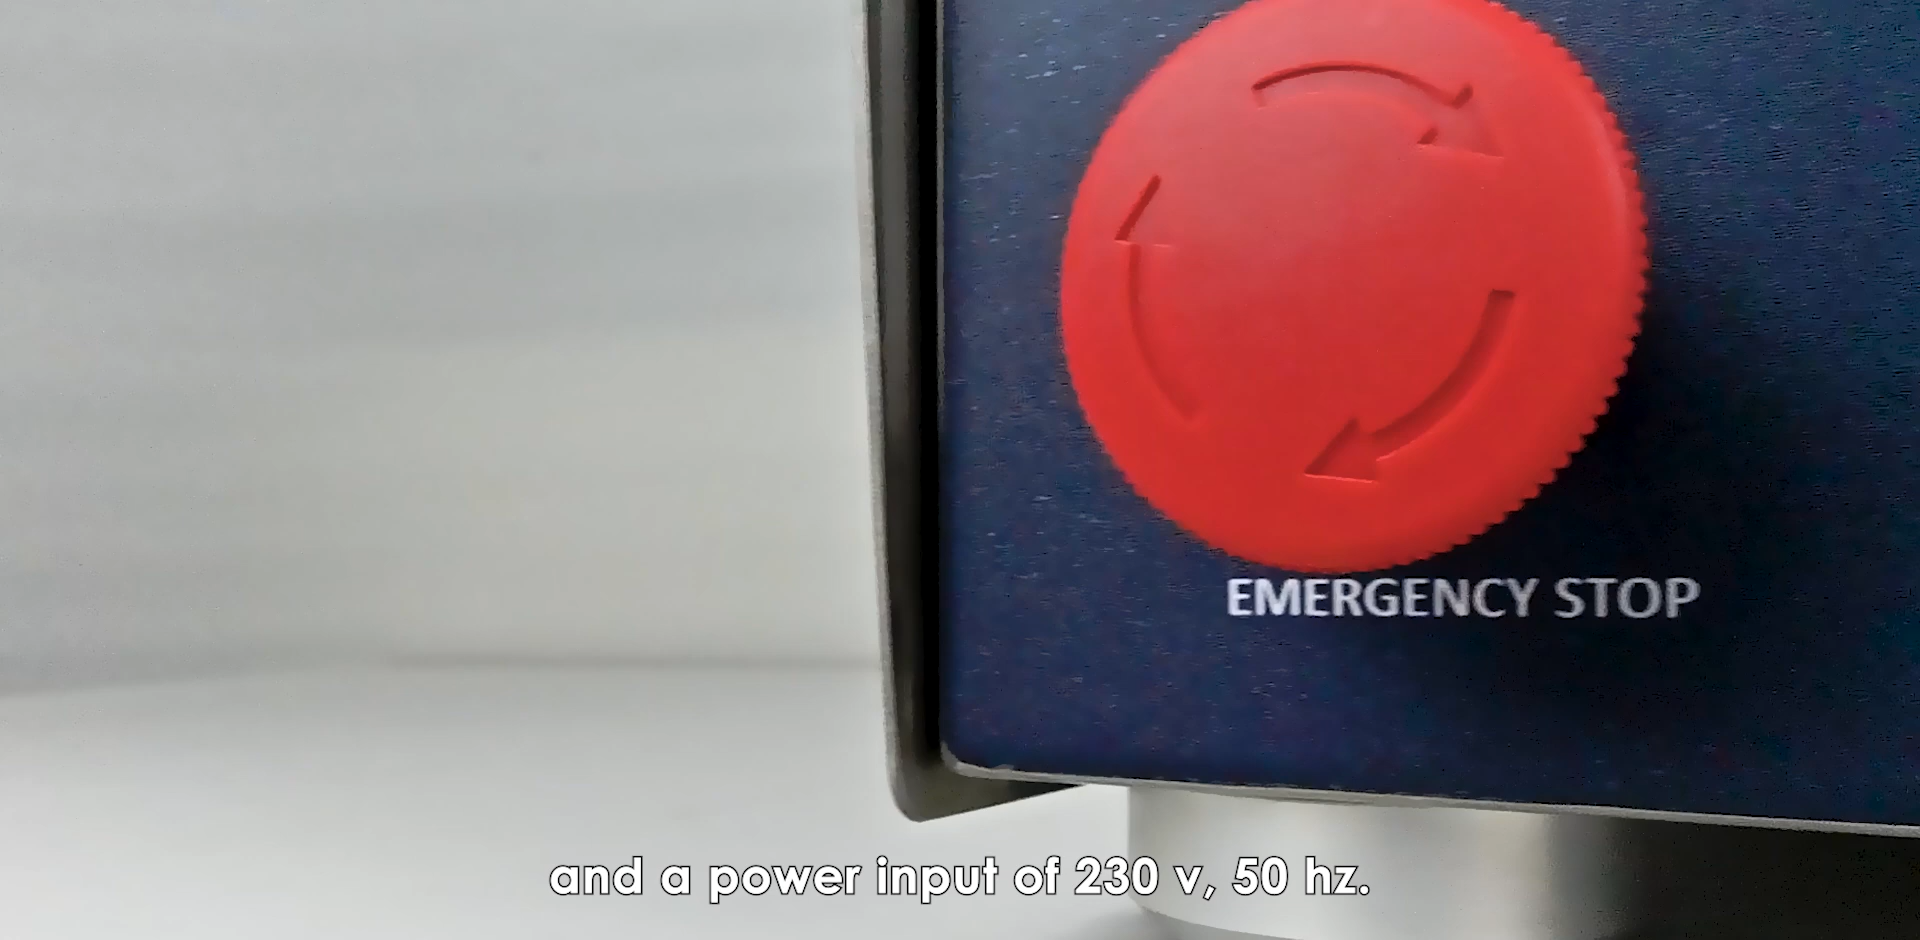 EMERGENCY STOP
and a power input of 230 v, 50 hz.